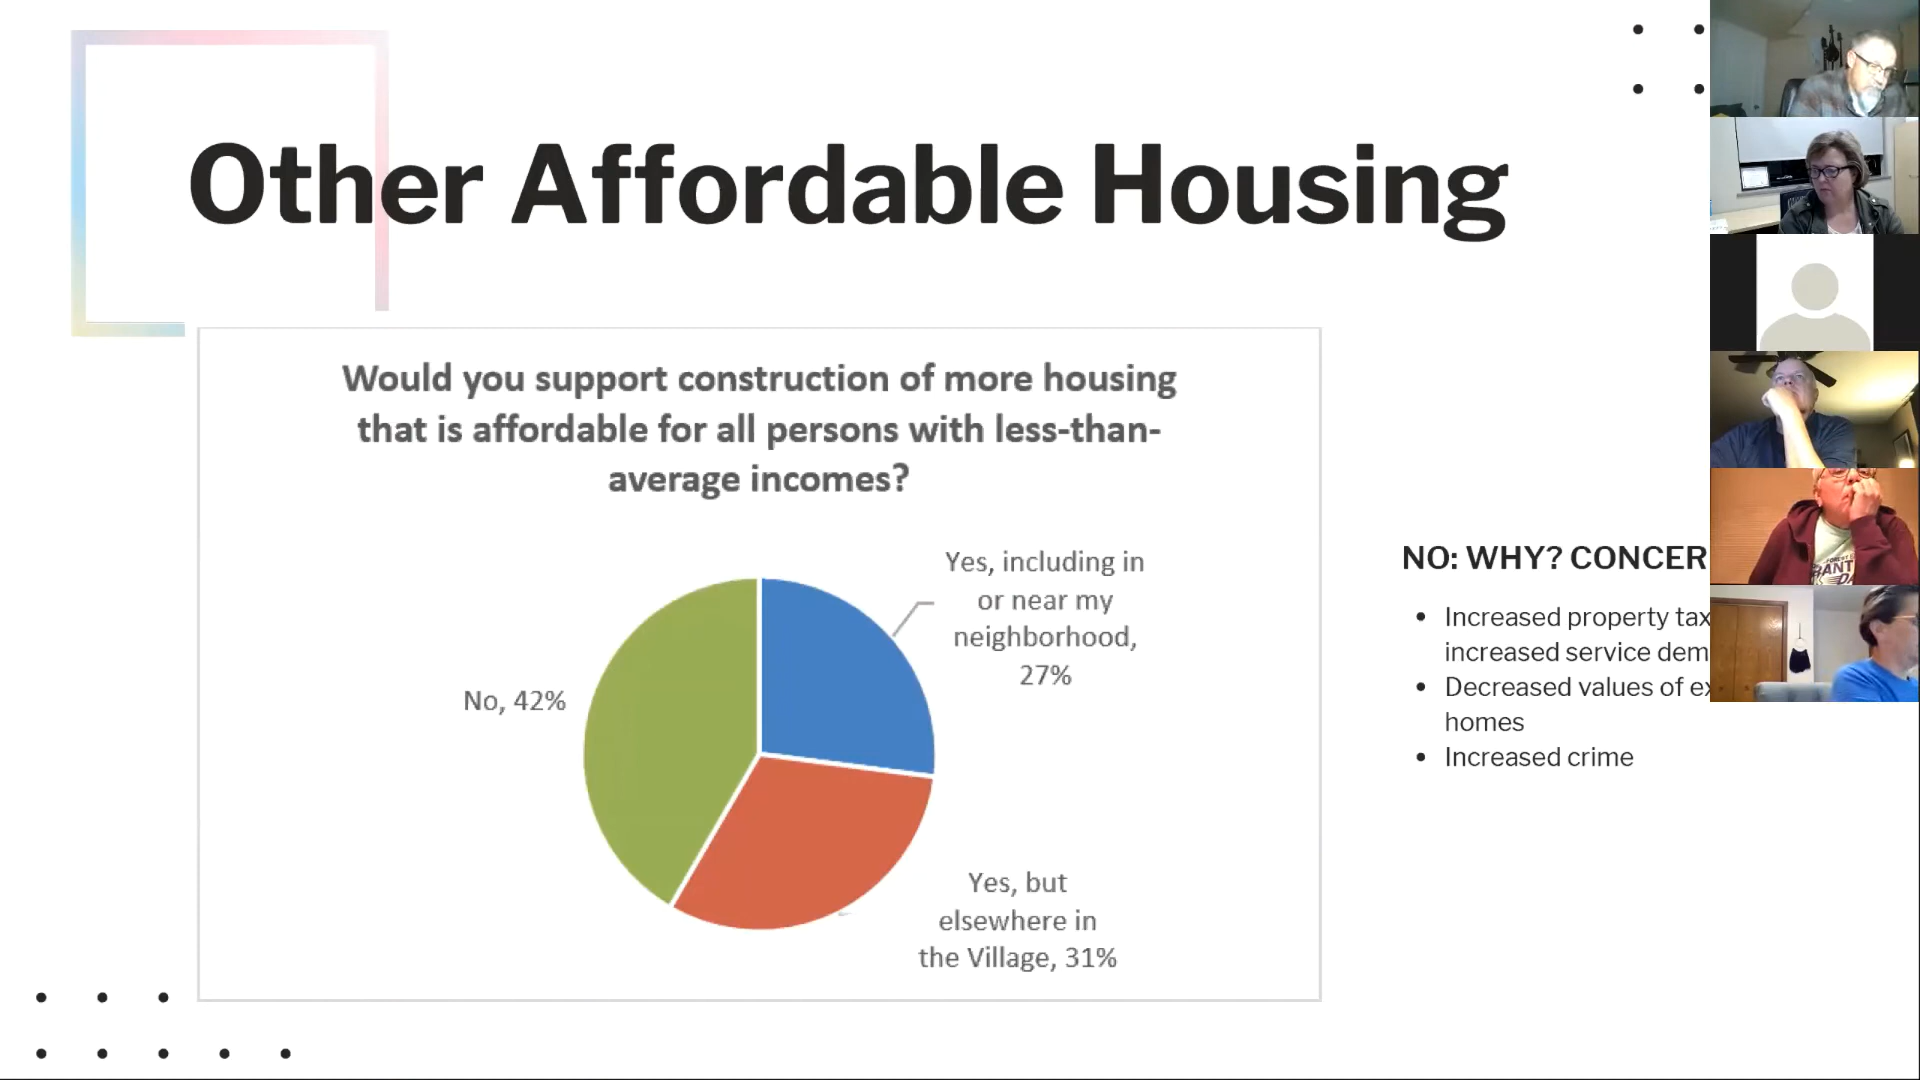 Other Affordable Housing
Would you support construction of more housing
that is affordable for all persons with less-than-
average incomes?
Yes, including in
or near my
neighborhood,
27%
No, 42%
Yes, but
elsewhere in
the Village, 31%
NO: WHY? CONCER
• Increased property tax
increased service dem
• Decreased values of ex
homes
• Increased crime